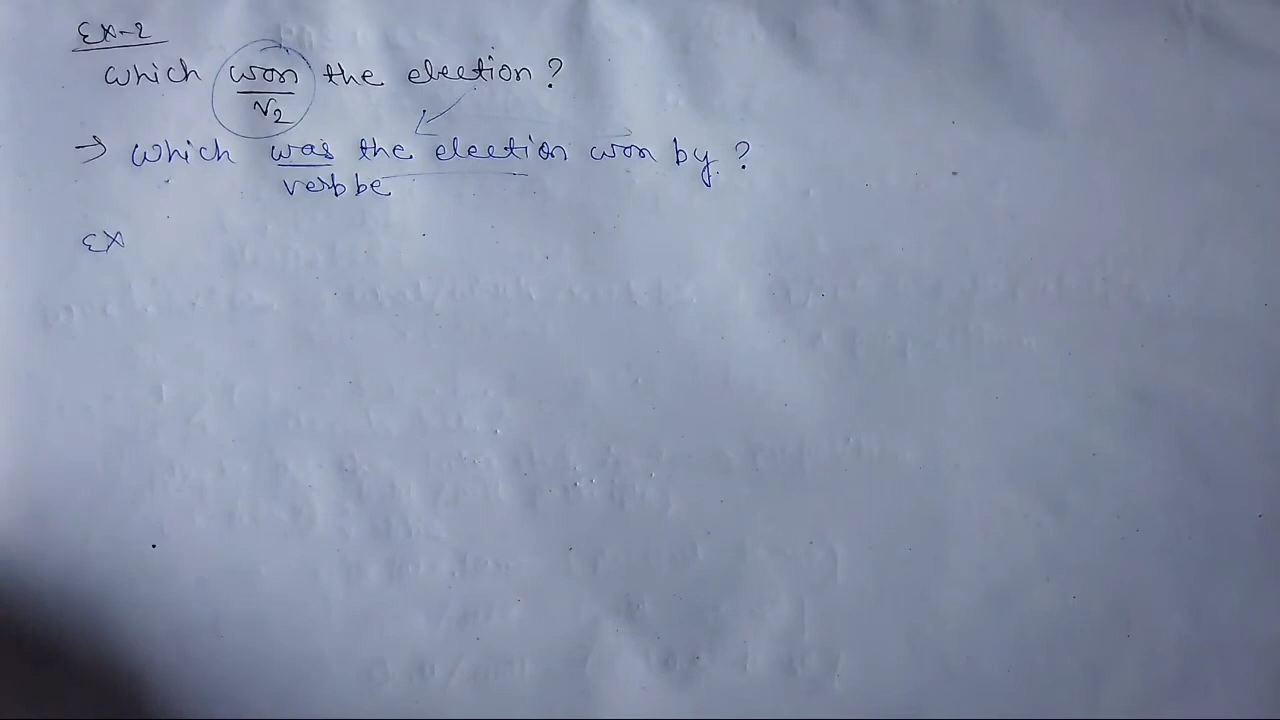 Ex-2
Which won the election?
V2
→ Which was the election won by?
verb be
Ex